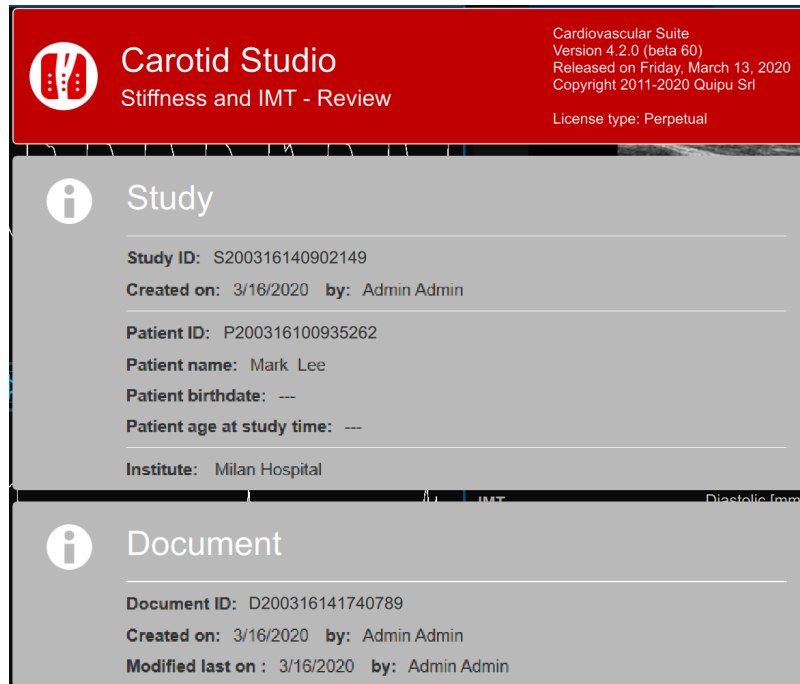 Carotid Studio
Stiffness and IMT - Review
Cardiovascular Suite
Version 4.2.0 (beta 60)
Released on Friday, March 13, 2020
Copyright 2011-2020 Quipu Srl
License type: Perpetual
Study
Study ID: S200316140902149
Created on: 3/16/2020 by: Admin Admin
Patient ID: P200316100935262
Patient name: Mark Lee
Patient birthdate: ---
Patient age at study time: ---
Institute: Milan Hospital
IMT Diastolic [mm
Document
Document ID: D200316141740789
Created on: 3/16/2020 by: Admin Admin
Modified last on : 3/16/2020 by: Admin Admin